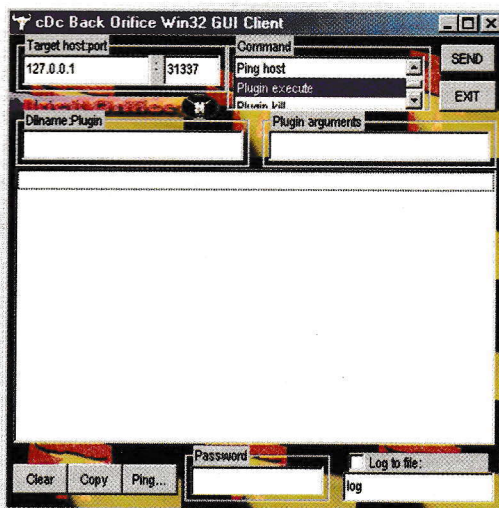 cDc Back Orifice Win32 GUI Client
Target host:port
127.0.0.1 : 31337
Command
Ping host
Plugin execute
Plugin kill
SEND
EXIT
Dllname:Plugin
Plugin arguments
Clear
Copy
Ping...
Password
Log to file:
log